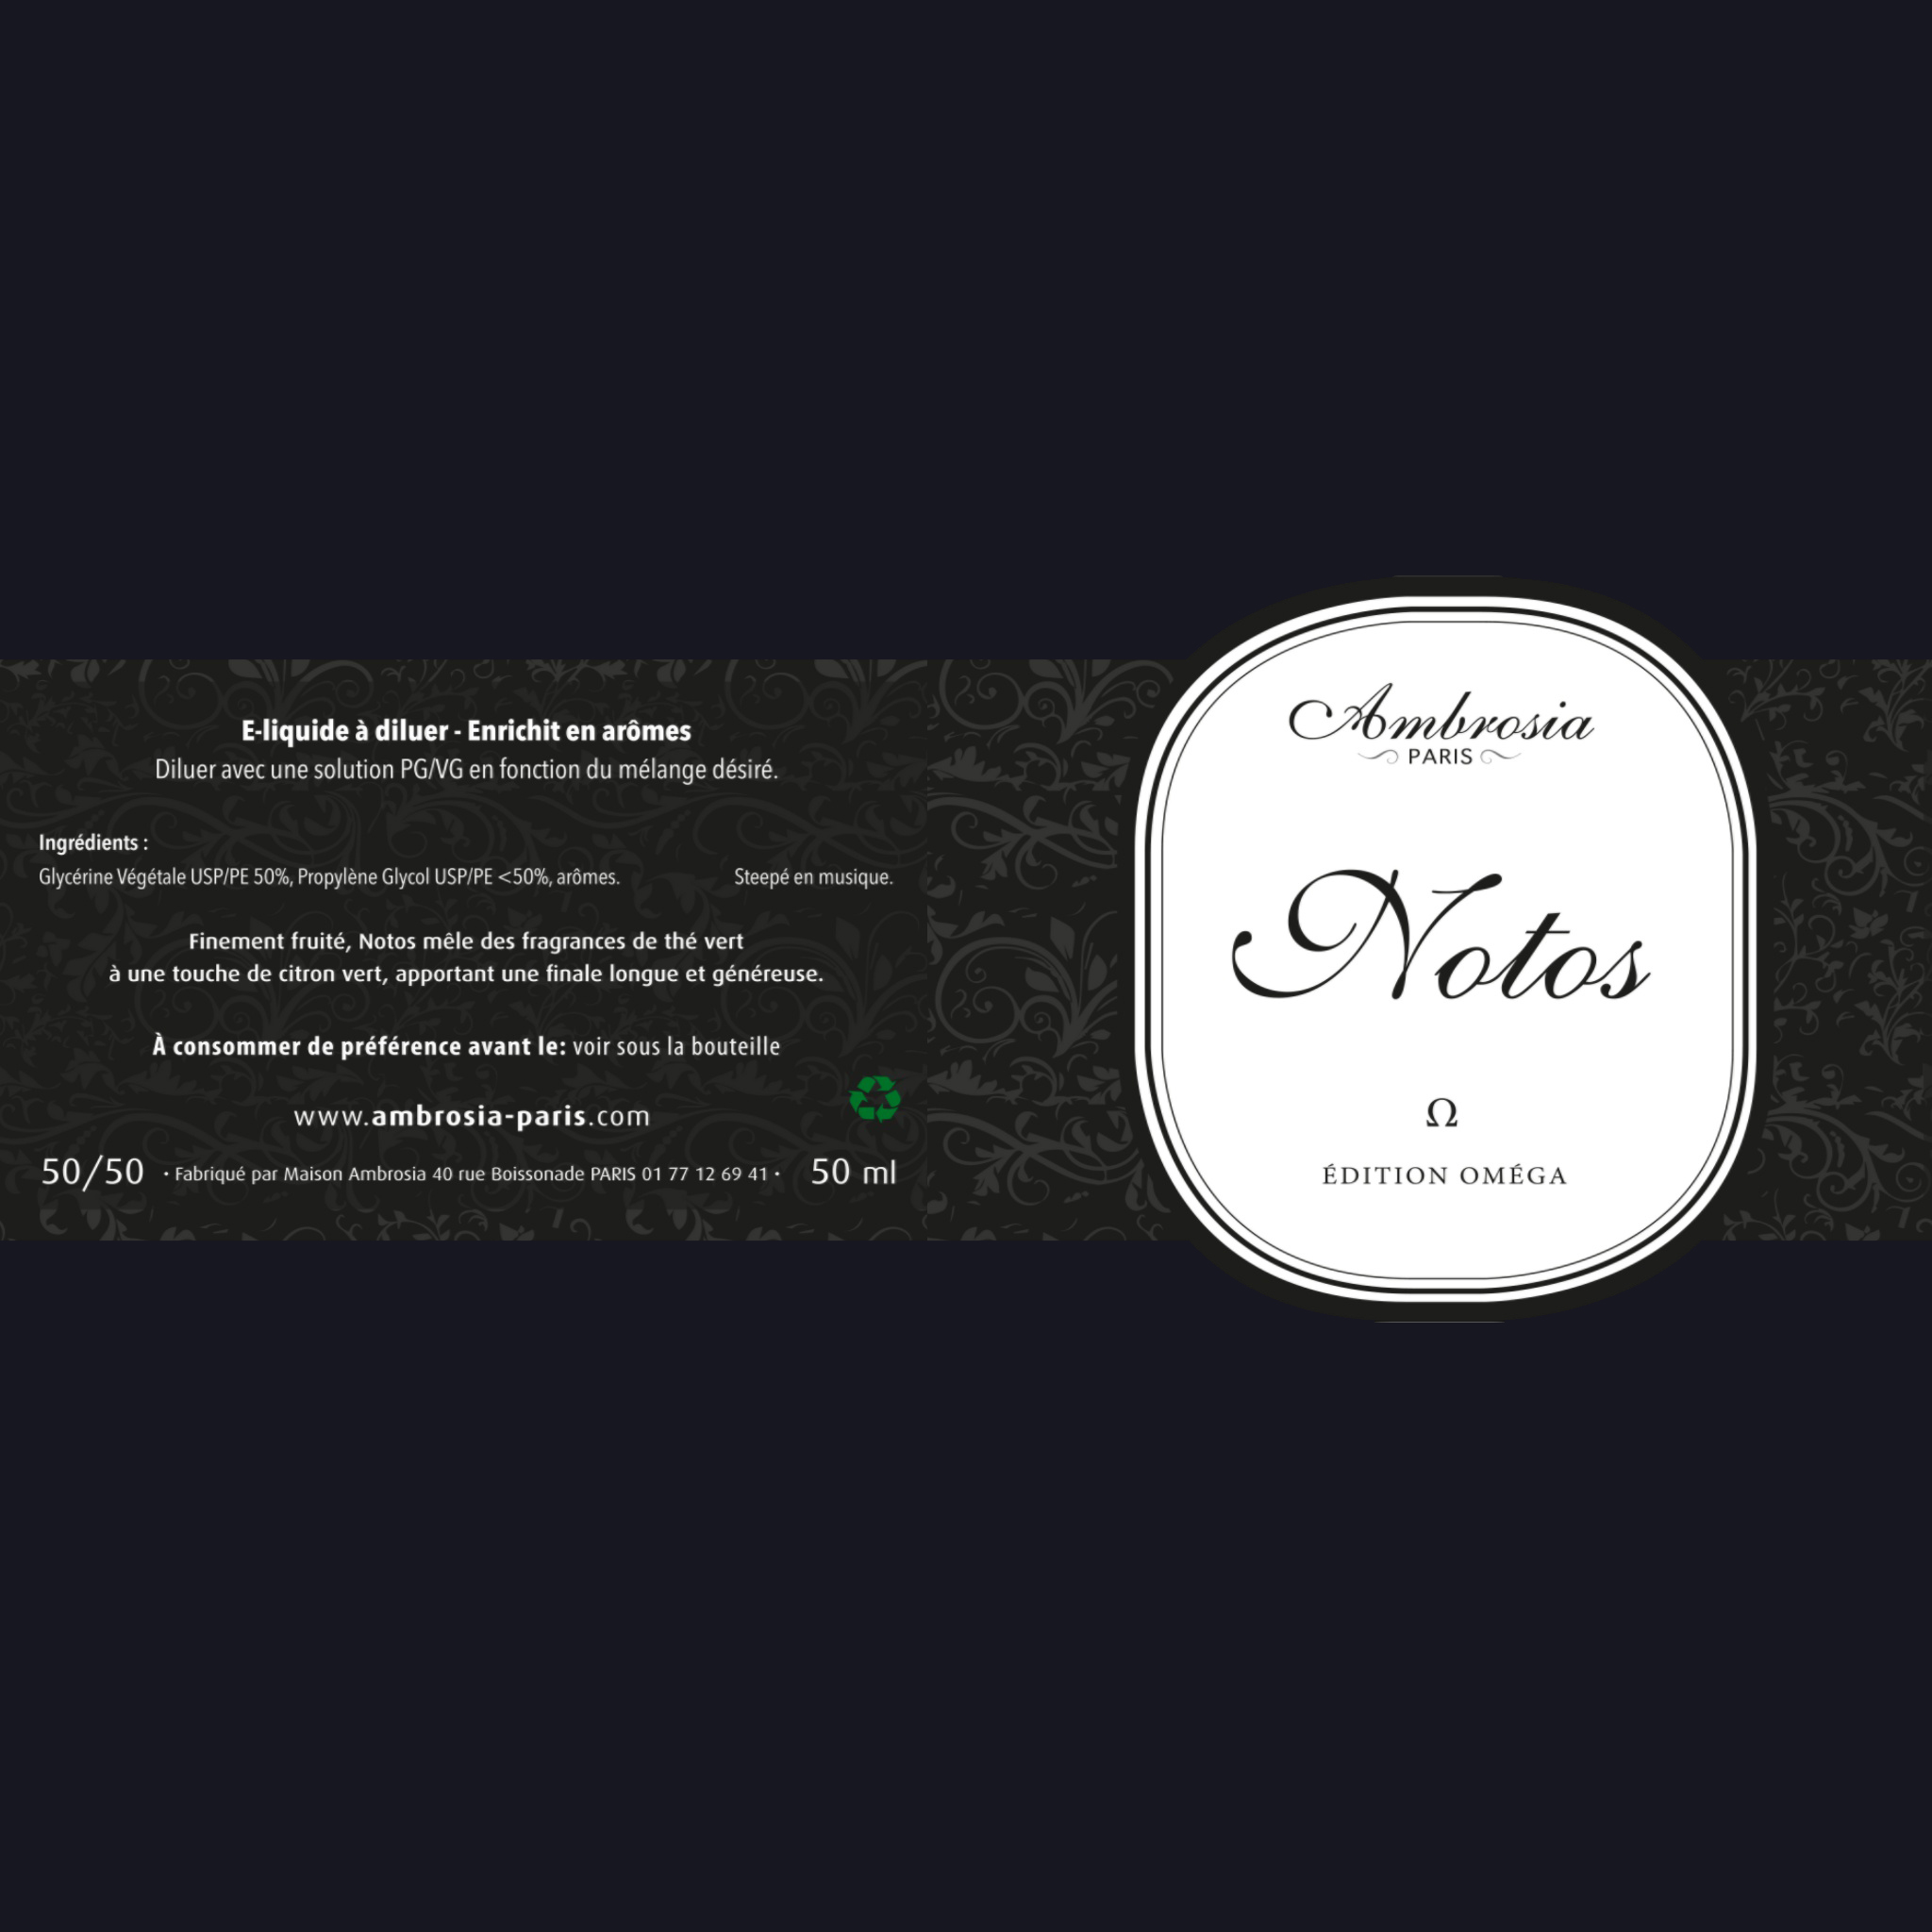 E-liquide à diluer - Enrichit en arômes
Diluer avec une solution PG/VG en fonction du mélange désiré.
Ingrédients :
Glycérine Végétale USP/PE 50%, Propylène Glycol USP/PE <50%, arômes. Steepé en musique.
Finement fruité, Notos mêle des fragrances de thé vert
à une touche de citron vert, apportant une finale longue et généreuse.
À consommer de préférence avant le: voir sous la bouteille
www.ambrosia-paris.com
50/50 · Fabriqué par Maison Ambrosia 40 rue Boissonade PARIS 01 77 12 69 41 · 50 ml
Ambrosia
PARIS
Notos
Ω
ÉDITION OMÉGA